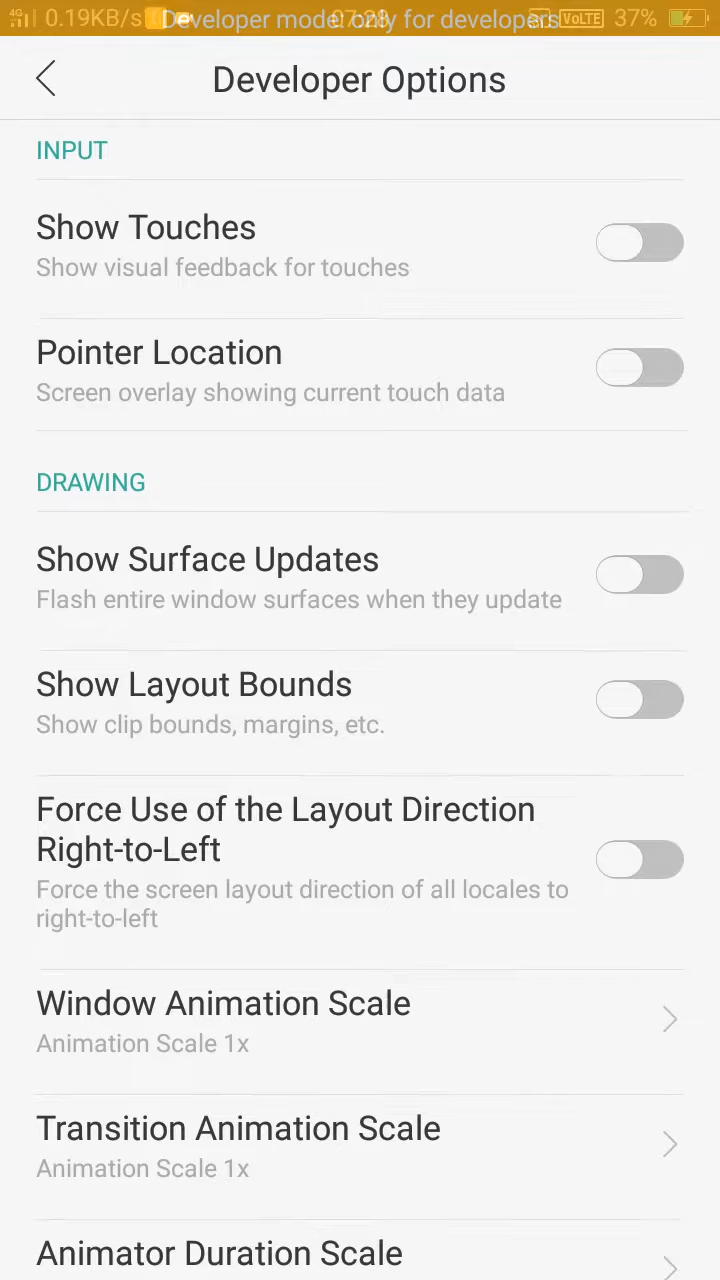 4G 0.19KB/s Developer mode: only for developers VoLTE 37%
Developer Options
INPUT
Show Touches
Show visual feedback for touches
Pointer Location
Screen overlay showing current touch data
DRAWING
Show Surface Updates
Flash entire window surfaces when they update
Show Layout Bounds
Show clip bounds, margins, etc.
Force Use of the Layout Direction
Right-to-Left
Force the screen layout direction of all locales to
right-to-left
Window Animation Scale
Animation Scale 1x
Transition Animation Scale
Animation Scale 1x
Animator Duration Scale